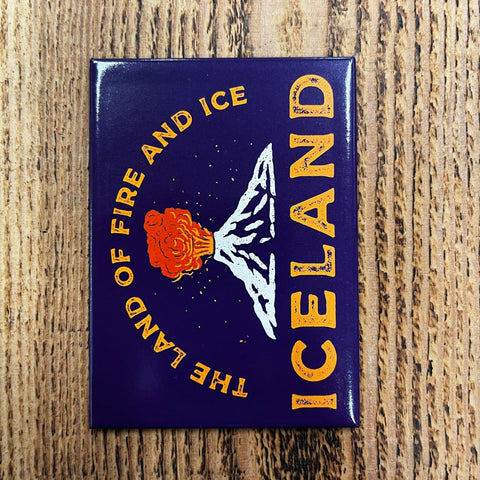 THE LAND OF FIRE AND ICE
ICELAND